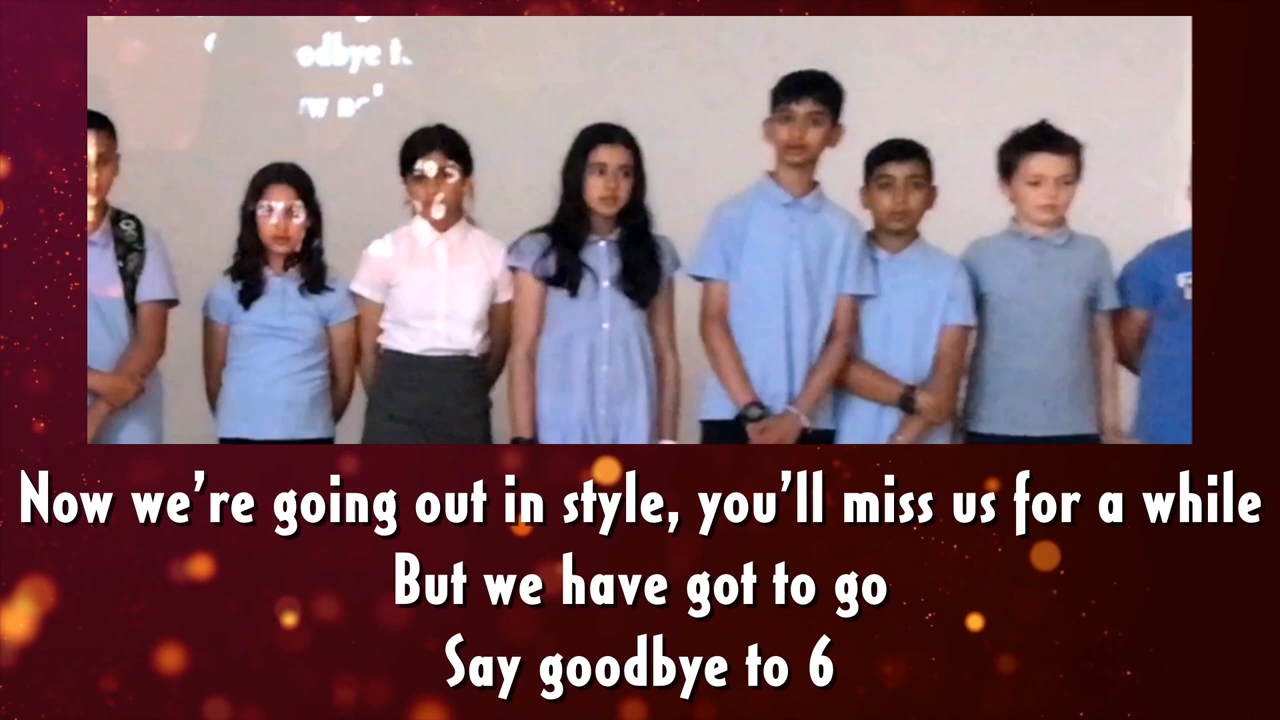 odbye t
Now we're going out in style, you'll miss us for a while
But we have got to go
Say goodbye to 6